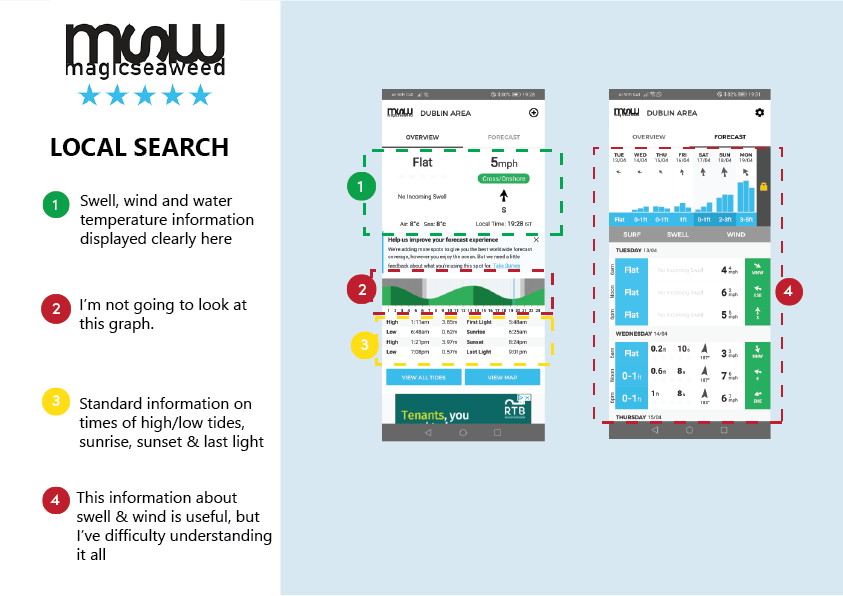 msw
magicseaweed
LOCAL SEARCH
1 Swell, wind and water
temperature information
displayed clearly here
2 I'm not going to look at
this graph.
3 Standard information on
times of high/low tides,
sunrise, sunset & last light
4 This information about
swell & wind is useful, but
I've difficulty understanding
it all
19:28
DUBLIN AREA
OVERVIEW FORECAST
Flat 5mph
Cross/Onshore
No Incoming Swell
S
Air: 8°c Sea: 8°c Local Time: 19:28 IST
1
Help us improve your forecast experience
We're adding more spots to give you the best worldwide forecast
coverage, however you enjoy the ocean. But we need a little
feedback about what you're using this spot for.
2
High 1:11am 3.85m First Light 5:48am
Low 6:48am 0.62m Sunrise 6:25am
High 1:21pm 3.97m Sunset 8:24pm
Low 7:08pm 0.57m Last Light 9:01pm
3
VIEW ALL TIDES VIEW MAP
Tenants, you
RTB
19:31
DUBLIN AREA
OVERVIEW FORECAST
TUE WED THU FRI SAT SUN MON
13/04 14/04 15/04 16/04 17/04 18/04 19/04
Flat 0-1ft 0-1ft 1ft 0-1ft 2-3ft 3-5ft
SURF SWELL WIND
TUESDAY 13/04
6am Flat No Incoming Swell 4 mph
Noon Flat No Incoming Swell 6 mph ESE
6pm Flat No Incoming Swell 5 mph S
WEDNESDAY 14/04
6am Flat 0.2ft 10s 187° 3 mph
Noon 0-1ft 0.6ft 8s 187° 7 mph
6pm 0-1ft 1ft 8s 183° 6 mph
THURSDAY 15/04
4